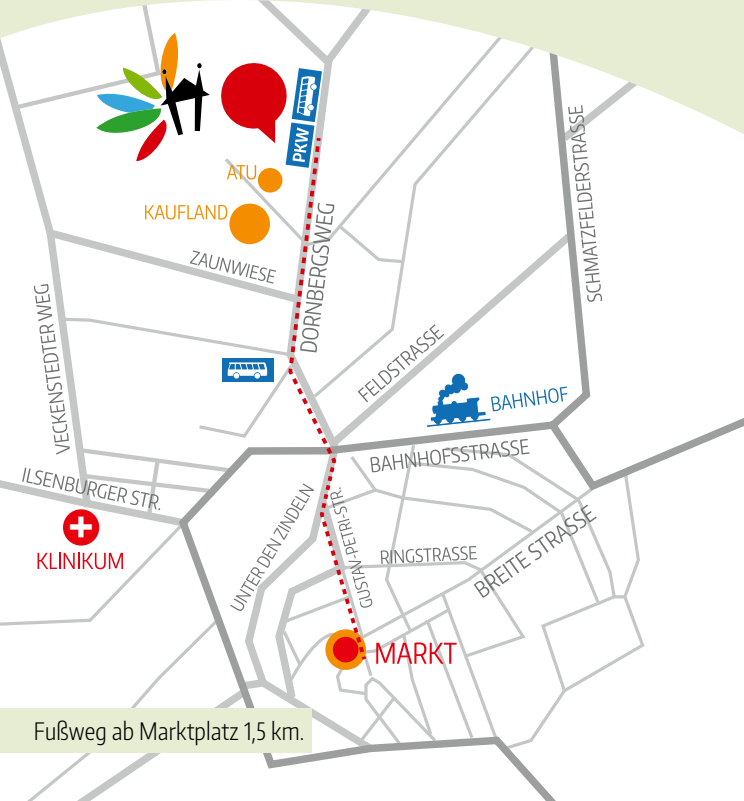 PKW
ATU
KAUFLAND
ZAUNWIESE
DORNBERGSWEG
SCHMATZFELDERSTRASSE
VECKENSTEDTER WEG
FELDSTRASSE
BAHNHOF
BAHNHOFSSTRASSE
ILSENBURGER STR.
KLINIKUM
UNTER DEN ZINDELN
GUSTAV-PETRI-STR.
RINGSTRASSE
BREITE STRASSE
MARKT
Fußweg ab Marktplatz 1,5 km.